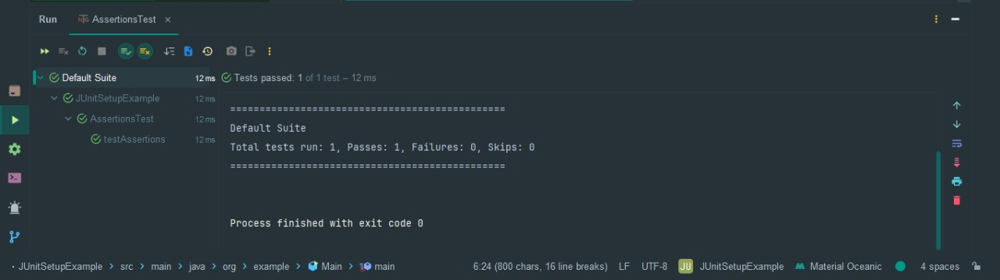 Run AssertionsTest ×
Default Suite 12 ms Tests passed: 1 of 1 test – 12 ms
JUnitSetupExample 12 ms
AssertionsTest 12 ms
testAssertions 12 ms
===============================================
Default Suite
Total tests run: 1, Passes: 1, Failures: 0, Skips: 0
===============================================
Process finished with exit code 0
JUnitSetupExample > src > main > java > org > example > Main > main 6:24 (800 chars, 16 line breaks) LF UTF-8 JU JUnitSetupExample Material Oceanic 4 spaces